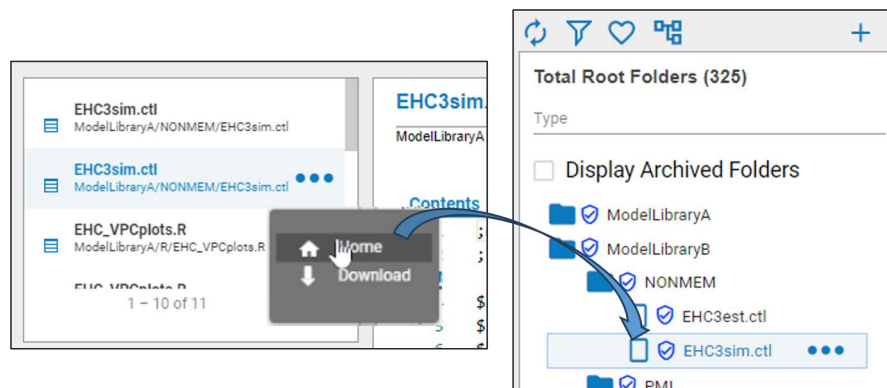 EHC3sim.ctl
ModelLibraryA/NONMEM/EHC3sim.ctl
EHC3sim.ctl
ModelLibraryA/NONMEM/EHC3sim.ctl
EHC_VPCplots.R
ModelLibraryA/R/EHC_VPCplots.R
1 – 10 of 11
EHC3sim.
ModelLibraryA
Contents
;
;
$
5 $
$
Home
Download
Total Root Folders (325)
Type
Display Archived Folders
ModelLibraryA
ModelLibraryB
NONMEM
EHC3est.ctl
EHC3sim.ctl
PML